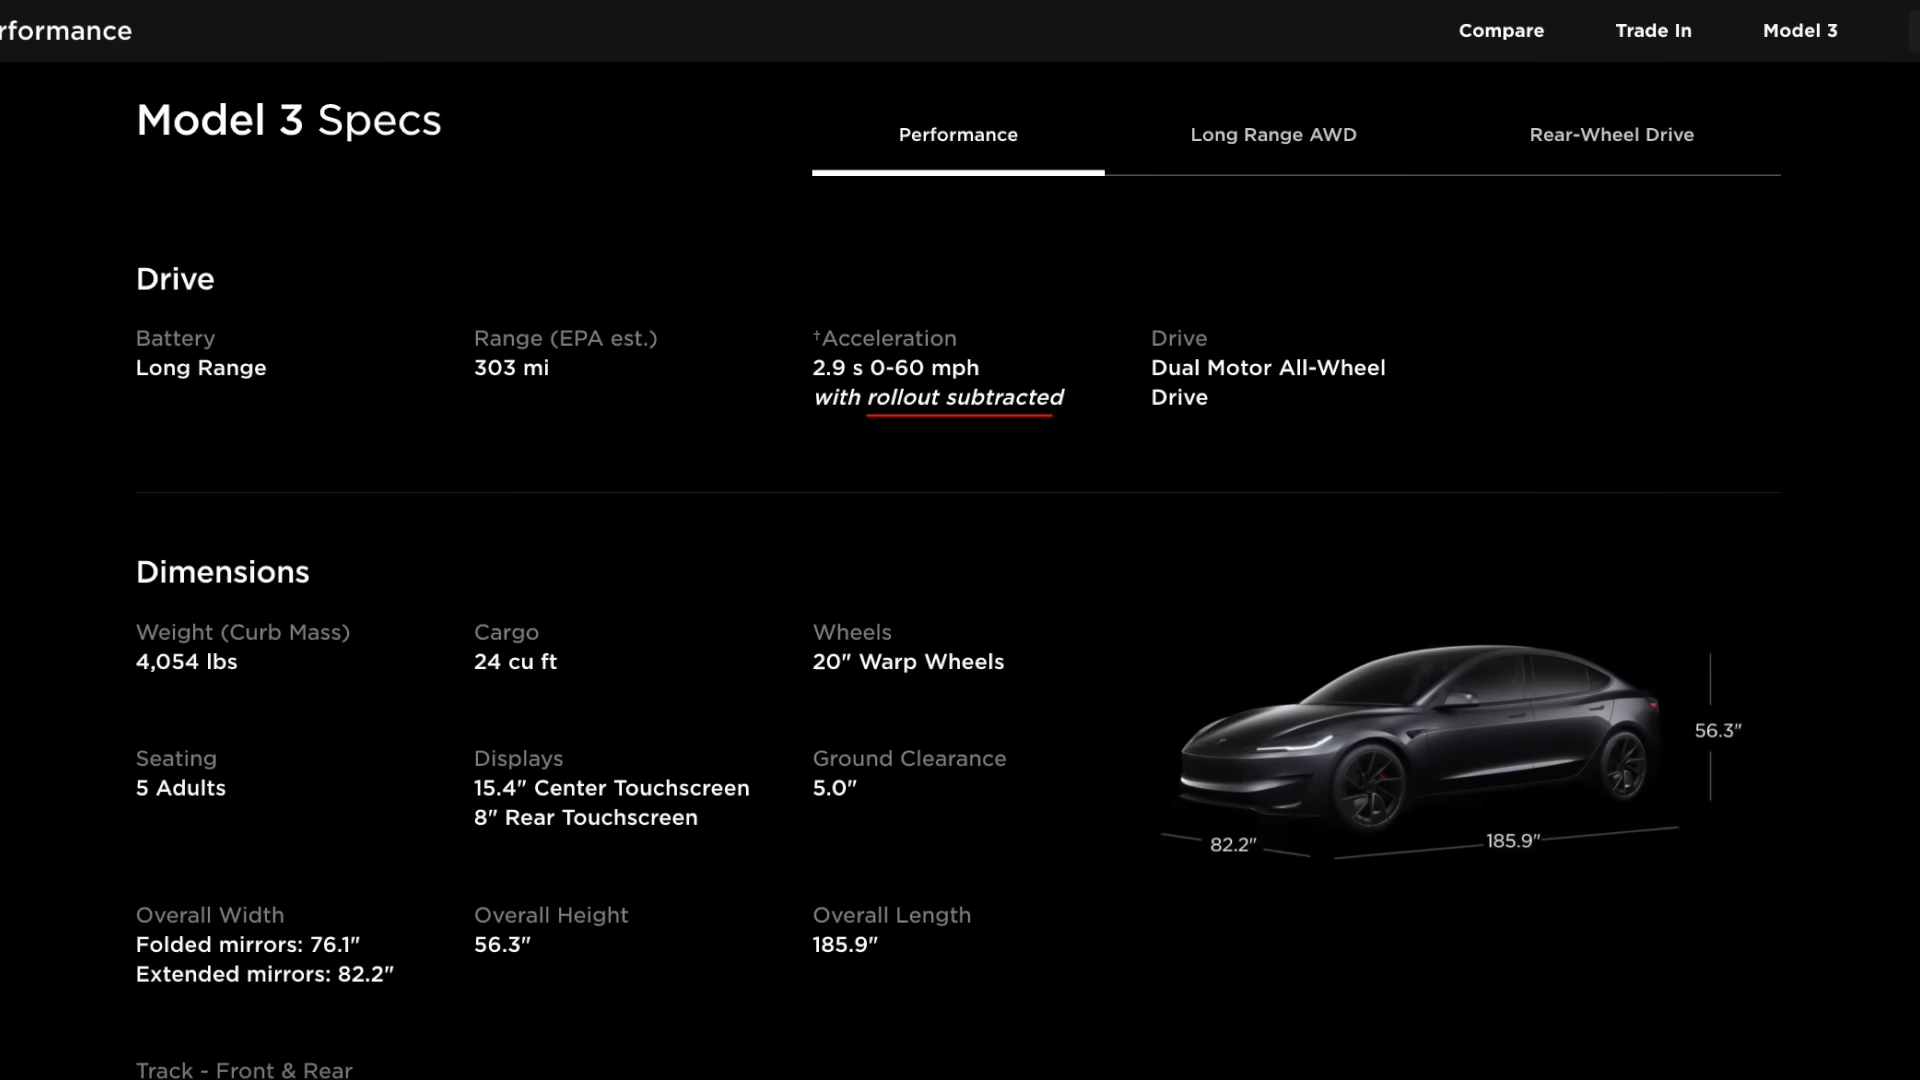 rformance
Compare
Trade In
Model 3
Model 3 Specs
Performance
Long Range AWD
Rear-Wheel Drive
Drive
Battery
Long Range
Range (EPA est.)
303 mi
†Acceleration
2.9 s 0-60 mph
with rollout subtracted
Drive
Dual Motor All-Wheel
Drive
Dimensions
Weight (Curb Mass)
4,054 lbs
Cargo
24 cu ft
Wheels
20" Warp Wheels
Seating
5 Adults
Displays
15.4" Center Touchscreen
8" Rear Touchscreen
Ground Clearance
5.0"
56.3"
82.2"
185.9"
Overall Width
Folded mirrors: 76.1"
Extended mirrors: 82.2"
Overall Height
56.3"
Overall Length
185.9"
Track - Front & Rear